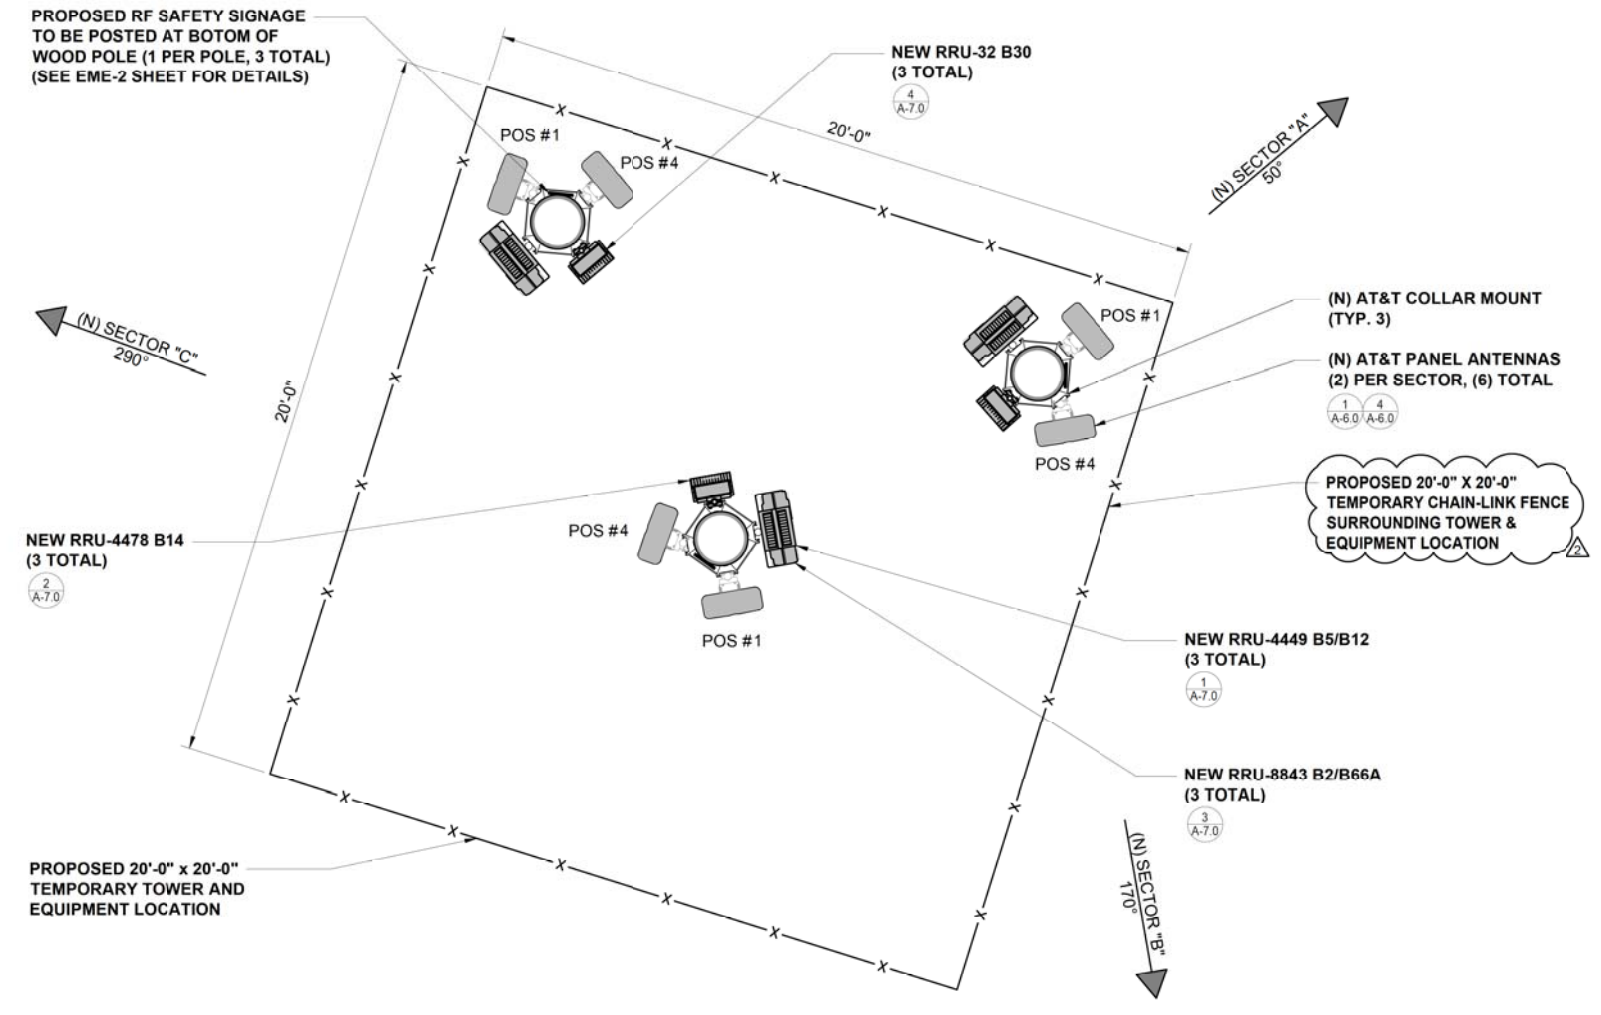 PROPOSED RF SAFETY SIGNAGE
TO BE POSTED AT BOTOM OF
WOOD POLE (1 PER POLE, 3 TOTAL)
(SEE EME-2 SHEET FOR DETAILS)
NEW RRU-32 B30
(3 TOTAL)
4
A-7.0
20'-0"
(N) SECTOR "A"
50°
POS #1
POS #4
(N) SECTOR "C"
290°
20'-0"
POS #1
POS #4
(N) AT&T COLLAR MOUNT
(TYP. 3)
(N) AT&T PANEL ANTENNAS
(2) PER SECTOR, (6) TOTAL
1
A-6.0
4
A-6.0
PROPOSED 20'-0" X 20'-0"
TEMPORARY CHAIN-LINK FENCE
SURROUNDING TOWER &
EQUIPMENT LOCATION
2
NEW RRU-4478 B14
(3 TOTAL)
2
A-7.0
POS #4
POS #1
NEW RRU-4449 B5/B12
(3 TOTAL)
1
A-7.0
NEW RRU-8843 B2/B66A
(3 TOTAL)
3
A-7.0
(N) SECTOR "B"
170°
PROPOSED 20'-0" x 20'-0"
TEMPORARY TOWER AND
EQUIPMENT LOCATION